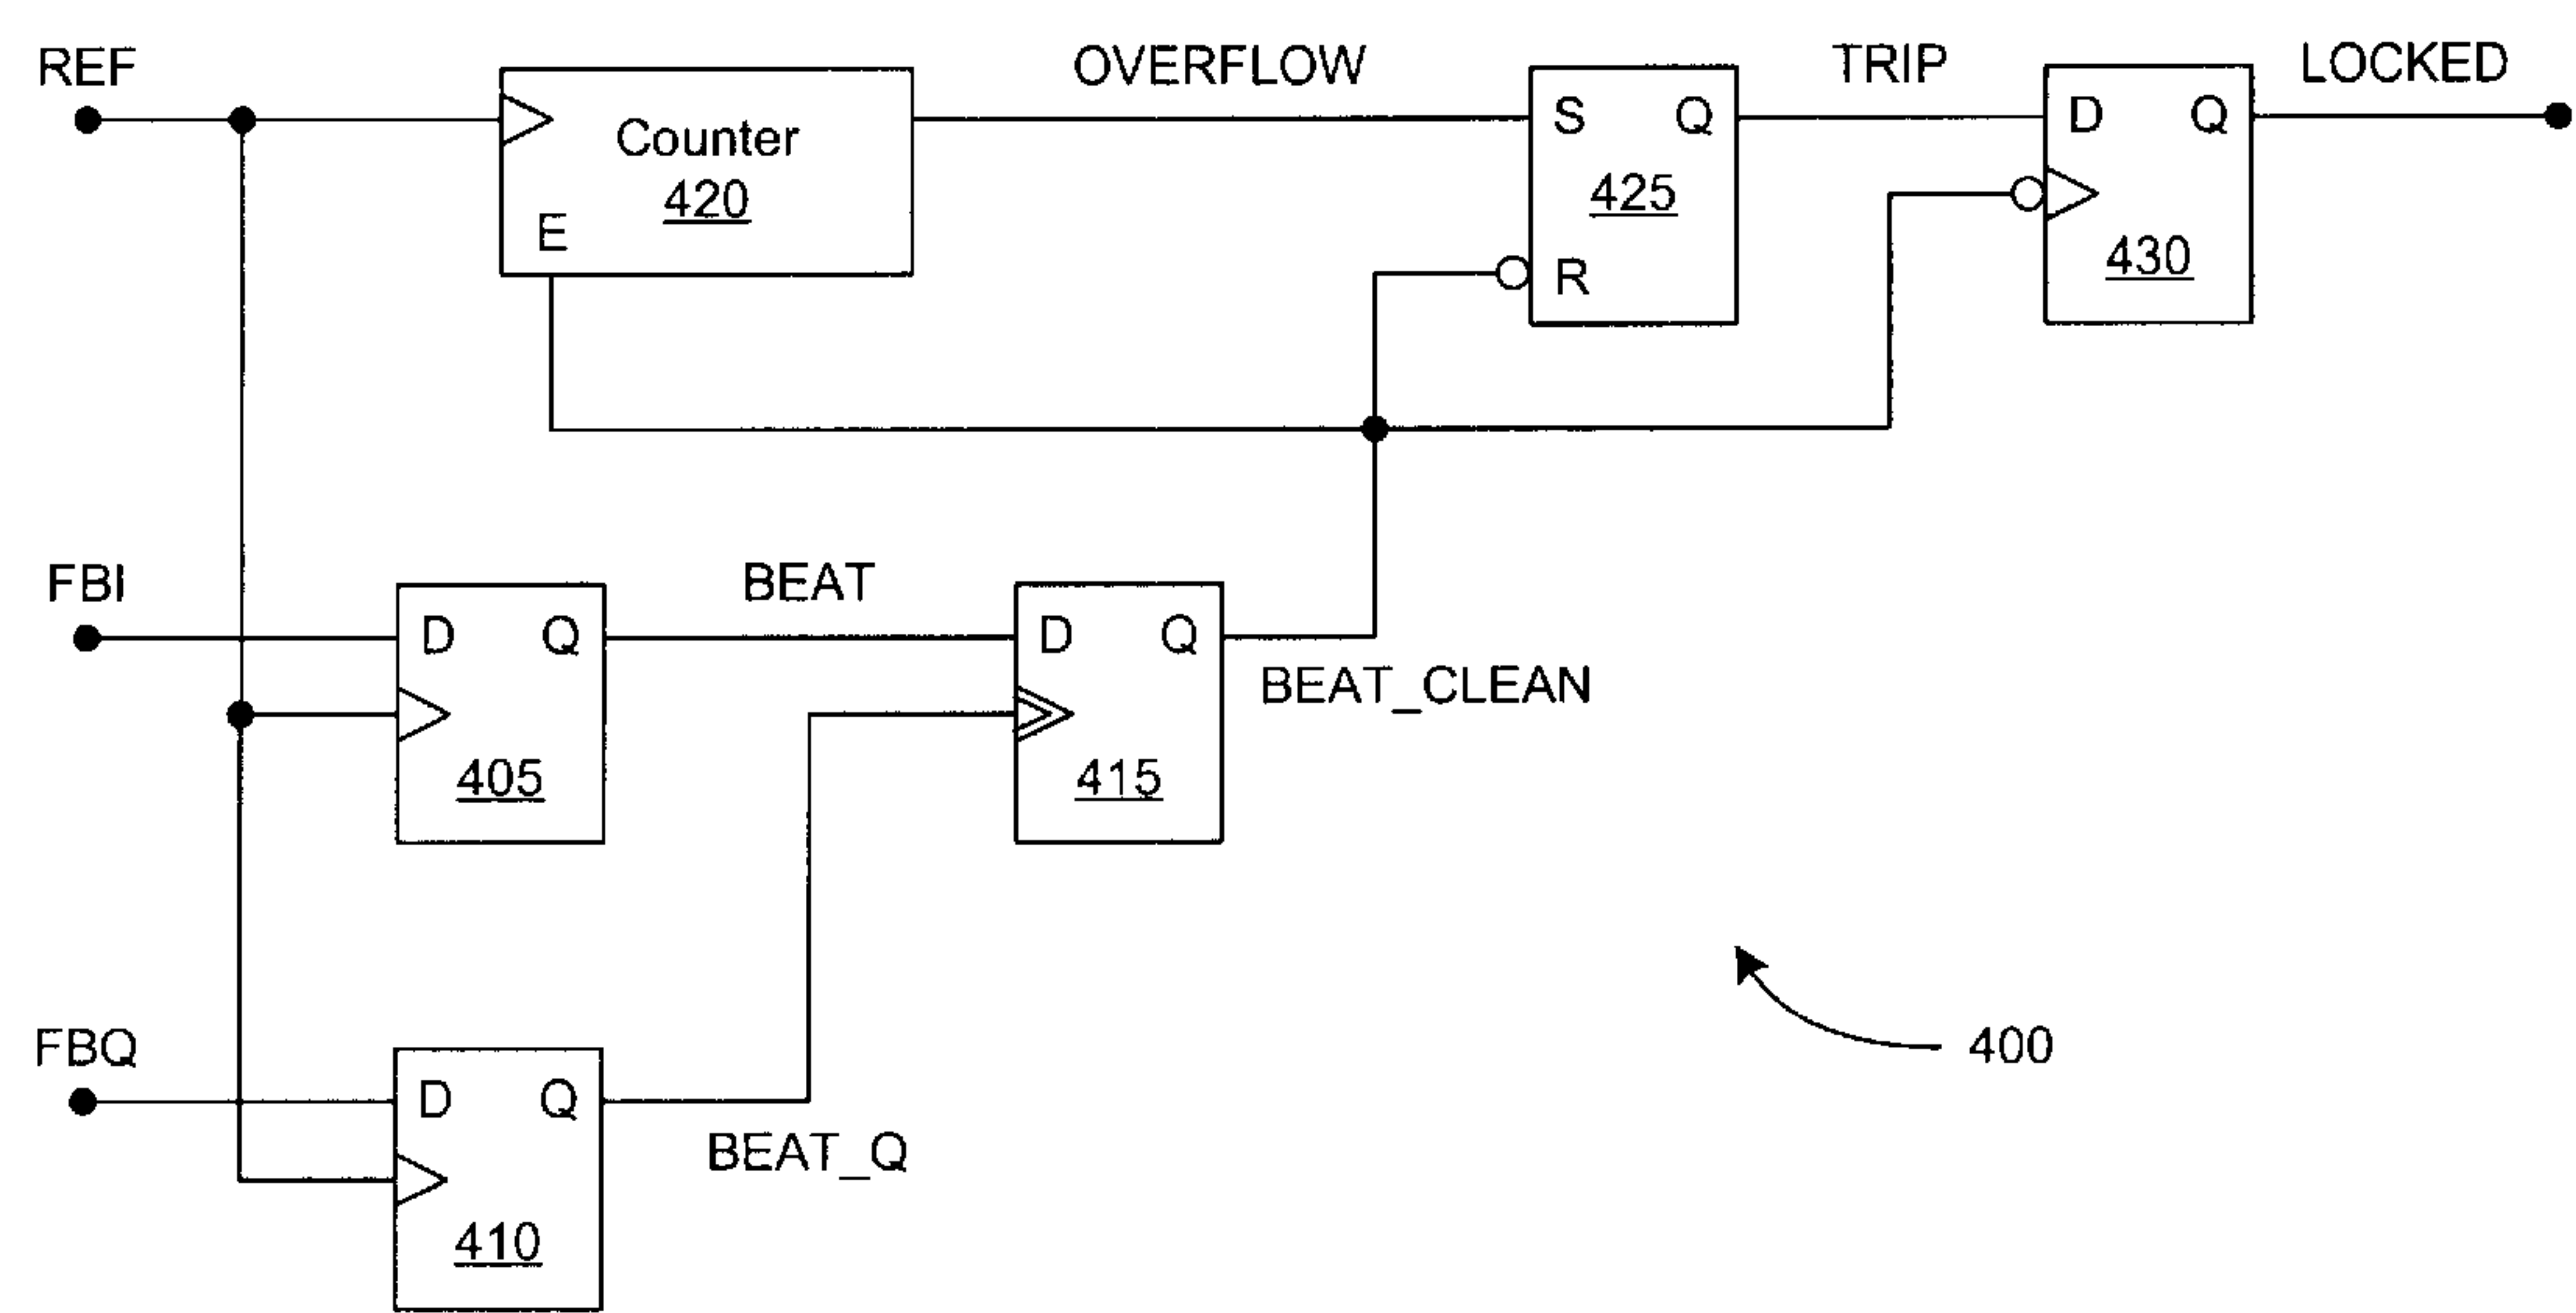 REF
OVERFLOW
TRIP
LOCKED
Counter
420
E
S Q
425
R
D Q
430
FBI
BEAT
D Q
405
D Q
415
BEAT_CLEAN
FBQ
D Q
410
BEAT_Q
400